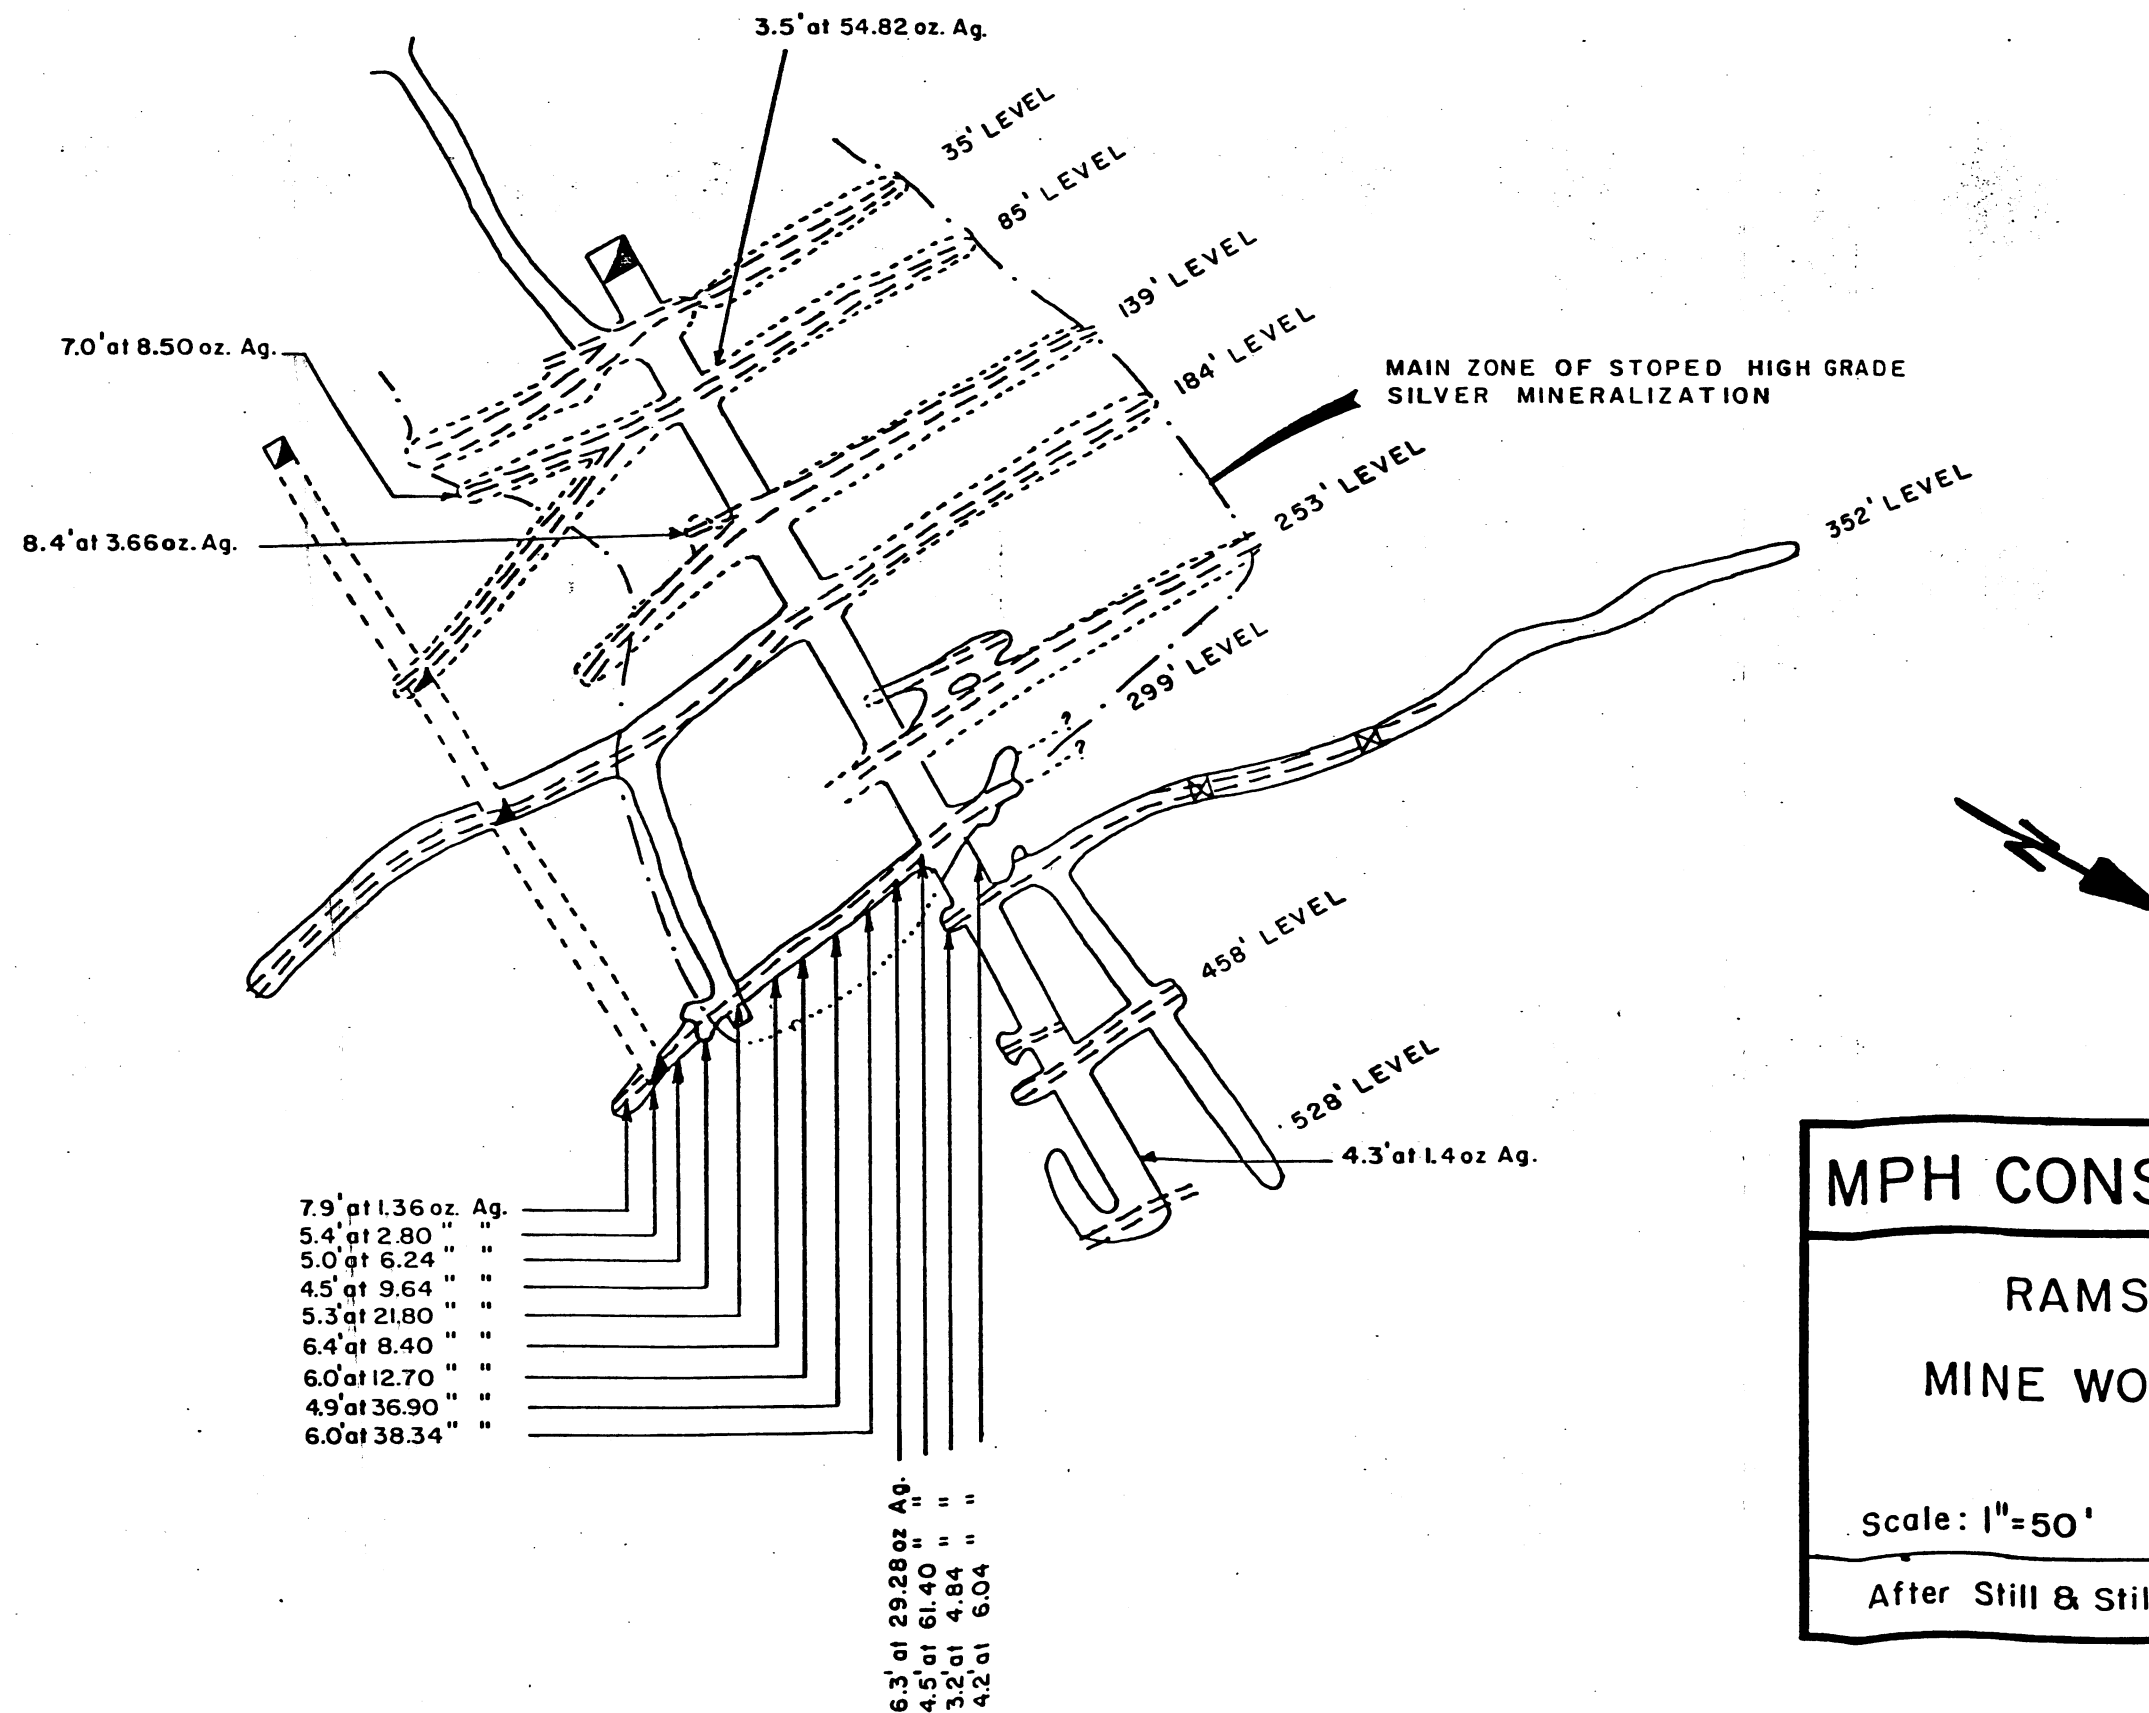 3.5' at 54.82 oz. Ag.
35' LEVEL
85' LEVEL
139' LEVEL
184' LEVEL
7.0' at 8.50 oz. Ag.
MAIN ZONE OF STOPED HIGH GRADE
SILVER MINERALIZATION
253' LEVEL
352' LEVEL
8.4' at 3.66 oz. Ag.
299' LEVEL
?
?
N
458' LEVEL
528' LEVEL
4.3' at 1.4 oz Ag.
7.9' at 1.36 oz. Ag.
5.4' at 2.80 " "
5.0' at 6.24 " "
4.5' at 9.64 " "
5.3' at 21.80 " "
6.4' at 8.40 " "
6.0' at 12.70 " "
4.9' at 36.90 " "
6.0' at 38.34 " "
6.3' at 29.28 oz Ag.
4.5' at 61.40 " "
3.2' at 4.84 " "
4.2' at 6.04 " "
MPH CONS
RAMS
MINE WO
Scale: 1"=50'
After Still & Stil